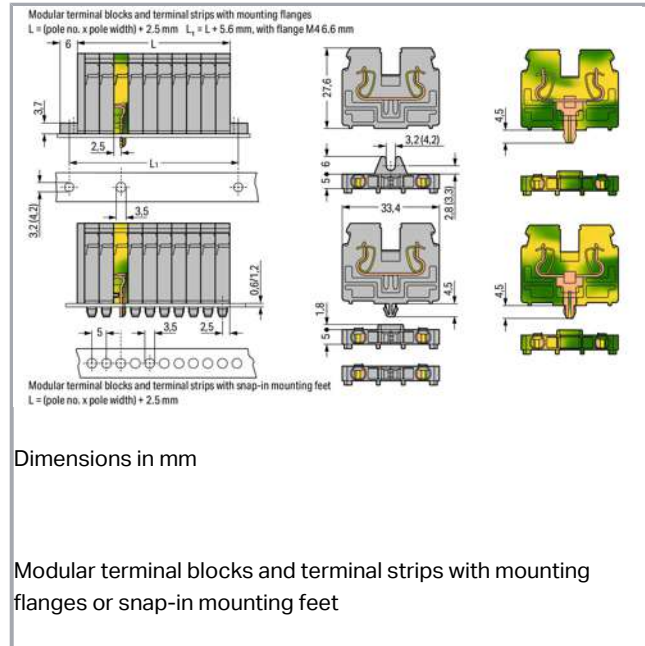 Modular terminal blocks and terminal strips with mounting flanges
L = (pole no. x pole width) + 2.5 mm L₁ = L + 5.6 mm, with flange M4 6.6 mm
6
L
3,7
2,5
L₁
3,2 (4,2)
3,5
0,6/1,2
5
3,5
2,5
27,6
3,2 (4,2)
6
5
2,8 (3,3)
33,4
4,5
1,8
5
4,5
4,5
Modular terminal blocks and terminal strips with snap-in mounting feet
L = (pole no. x pole width) + 2.5 mm
Dimensions in mm
Modular terminal blocks and terminal strips with mounting
flanges or snap-in mounting feet